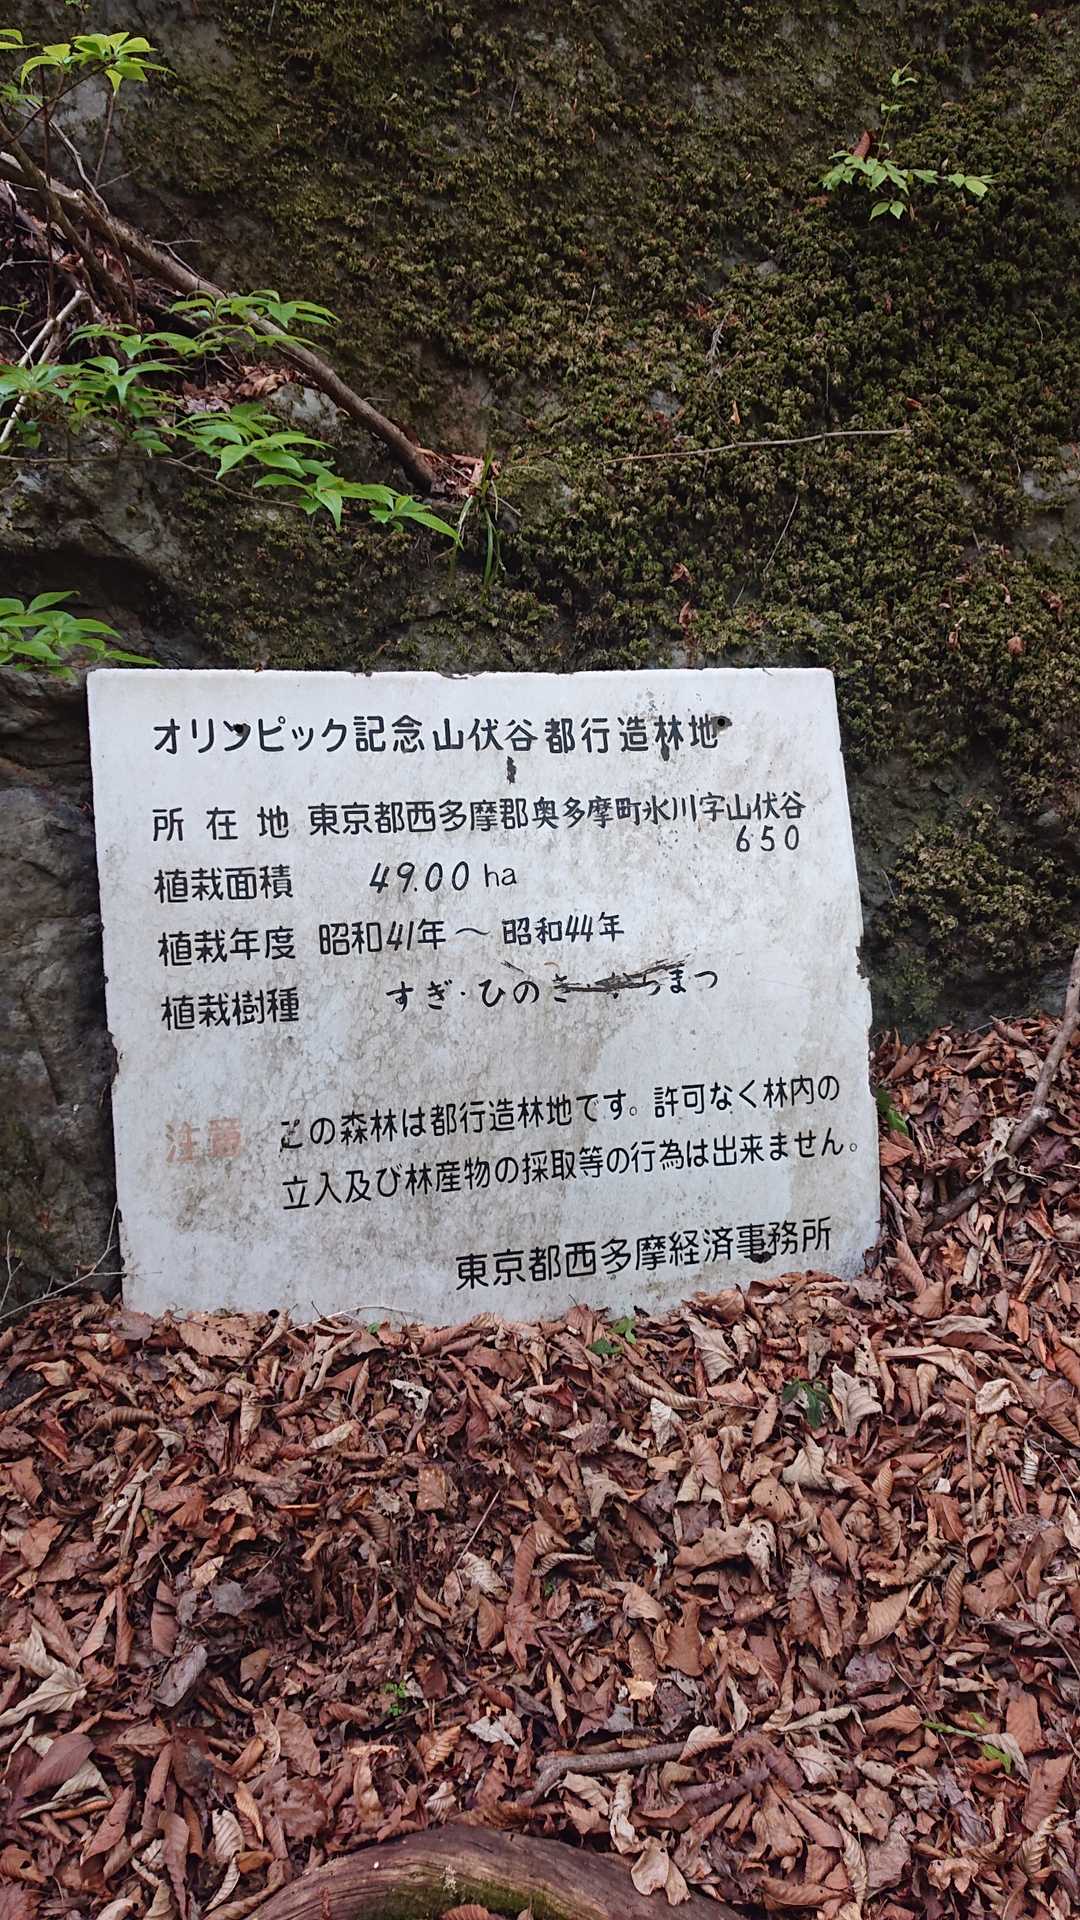 オリンピック記念山伏谷都行造林地
所在地 東京都西多摩郡奥多摩町氷川字山伏谷
650
植栽面積 49.00 ha
植栽年度 昭和41年～昭和44年
植栽樹種 すぎ・ひのき まつ
注意 この森林は都行造林地です。許可なく林内の
立入及び林産物の採取等の行為は出来ません。
東京都西多摩経済事務所